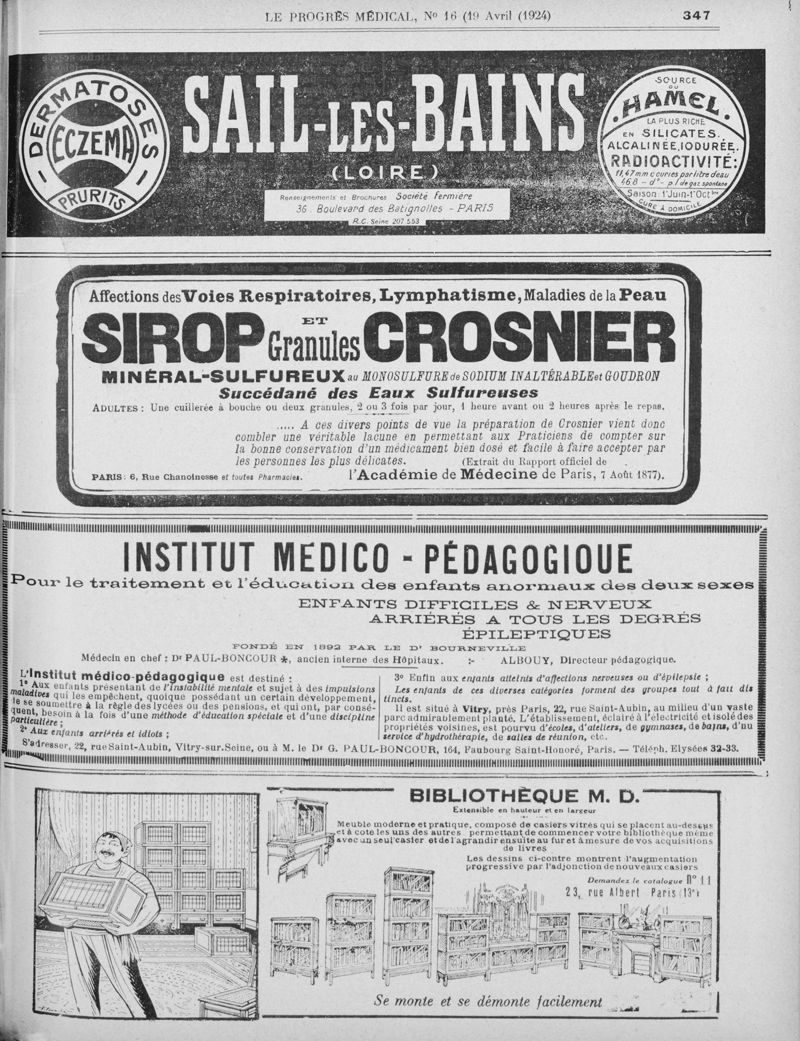 LE PROGRÈS MÉDICAL, No 16 (19 Avril (1924)
347
DERMATOSES
ECZEMA
PRURITS
SAIL-LES-BAINS
(LOIRE)
Renseignements et Brochures Société fermière
36. Boulevard des Batignolles - PARIS
R.C. Seine 207.553
SOURCE
DU
HAMEL
LA PLUS RICHE
EN SILICATES.
ALCALINÉE, IODURÉE.
RADIOACTIVITÉ:
11,47 mm curies par litre d'eau
46.8 - d°- p / de gaz spontané
Saison: 1er Juin-1er Octbre
CURE À DOMICILE
Affections des Voies Respiratoires, Lymphatisme, Maladies de la Peau
SIROP ET Granules CROSNIER
MINÉRAL-SULFUREUX au MONOSULFURE de SODIUM INALTÉRABLE et GOUDRON
Succédané des Eaux Sulfureuses
ADULTES : Une cuillerée à bouche ou deux granules, 2 ou 3 fois par jour, 1 heure avant ou 2 heures après le repas.
..... A ces divers points de vue la préparation de Crosnier vient donc
combler une véritable lacune en permettant aux Praticiens de compter sur
la bonne conservation d'un médicament bien dosé et facile à faire accepter par
les personnes les plus délicates. (Extrait du Rapport officiel de
PARIS : 6, Rue Chanoinesse et toutes Pharmacies. l'Académie de Médecine de Paris, 7 Août 1877).
INSTITUT MEDICO - PÉDAGOGIQUE
Pour le traitement et l'éducation des enfants anormaux des deux sexes
ENFANTS DIFFICILES & NERVEUX
ARRIÉRÉS A TOUS LES DEGRÉS
ÉPILEPTIQUES
FONDÉ EN 1892 PAR LE Dr BOURNEVILLE
Médecin en chef : Dr PAUL-BONCOUR *, ancien interne des Hôpitaux. :- ALBOUY, Directeur pédagogique.
L'Institut médico-pédagogique est destiné :
1° Aux enfants présentant de l'instabilité mentale et sujet à des impulsions
maladives qui les empêchent, quoique possédant un certain développement,
de se soumettre à la règle des lycées ou des pensions, et qui ont, par consé-
quent, besoin à la fois d'une méthode d'éducation spéciale et d'une discipline
particulière ;
2° Aux enfants arriérés et idiots ;
3° Enfin aux enfants atteints d'affections nerveuses ou d'épilepsie ;
Les enfants de ces diverses catégories forment des groupes tout à fait dis
tincts.
Il est situé à Vitry, près Paris, 22, rue Saint-Aubin, au milieu d'un vaste
parc admirablement planté. L'établissement, éclairé à l'électricité et isolé des
propriétés voisines, est pourvu d'écoles, d'ateliers, de gymnases, de bains, d'nu
service d'hydrothérapie, de salles de réunion, etc.
S'adresser, 22, rue Saint-Aubin, Vitry-sur-Seine, ou à M. le Dr G. PAUL-BONCOUR, 164, Faubourg Saint-Honoré, Paris. — Téléph. Elysées 32-33.
BIBLIOTHÈQUE M. D.
Extensible en hauteur et en largeur
Meuble moderne et pratique, composé de casiers vitrés qui se placent au-dessus
et à cote les uns des autres permettant de commencer votre bibliothèque même
avec un seul casier et de l'agrandir ensuite au fur et à mesure de vos acquisitions
de livres
Les dessins ci-contre montrent l'augmentation
progressive par l'adjonction de nouveaux casiers
Demandez le catalogue N° 11
23, rue Albert Paris (13e)
Se monte et se démonte facilement